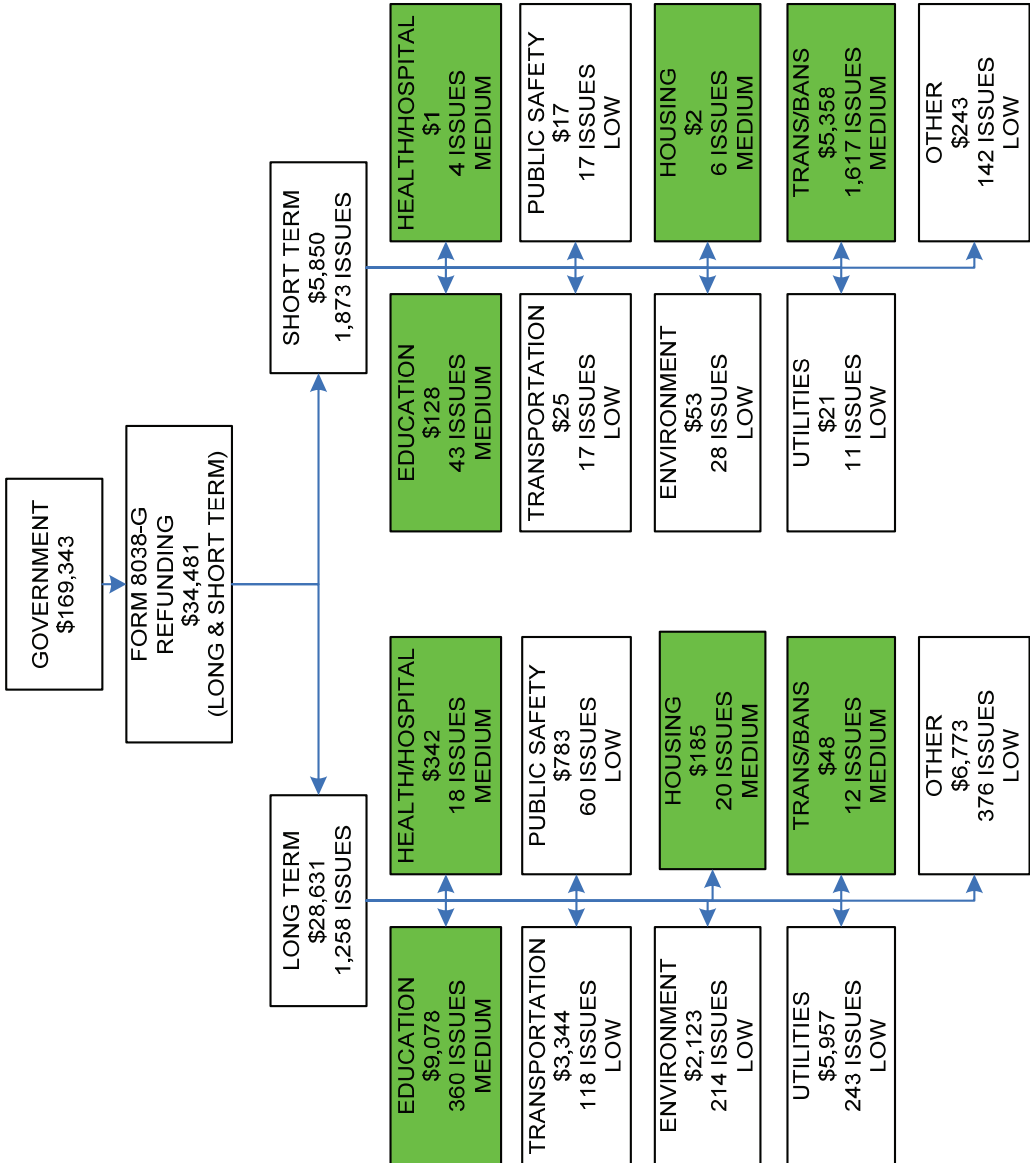 GOVERNMENT
$169,343
FORM 8038-G
REFUNDING
$34,481
(LONG & SHORT TERM)
LONG TERM
$28,631
1,258 ISSUES
SHORT TERM
$5,850
1,873 ISSUES
EDUCATION
$9,078
360 ISSUES
MEDIUM
HEALTH/HOSPITAL
$342
18 ISSUES
MEDIUM
TRANSPORTATION
$3,344
118 ISSUES
LOW
PUBLIC SAFETY
$783
60 ISSUES
LOW
ENVIRONMENT
$2,123
214 ISSUES
LOW
HOUSING
$185
20 ISSUES
MEDIUM
UTILITIES
$5,957
243 ISSUES
LOW
TRANS/BANS
$48
12 ISSUES
MEDIUM
OTHER
$6,773
376 ISSUES
LOW
EDUCATION
$128
43 ISSUES
MEDIUM
HEALTH/HOSPITAL
$1
4 ISSUES
MEDIUM
TRANSPORTATION
$25
17 ISSUES
LOW
PUBLIC SAFETY
$17
17 ISSUES
LOW
ENVIRONMENT
$53
28 ISSUES
LOW
HOUSING
$2
6 ISSUES
MEDIUM
UTILITIES
$21
11 ISSUES
LOW
TRANS/BANS
$5,358
1,617 ISSUES
MEDIUM
OTHER
$243
142 ISSUES
LOW